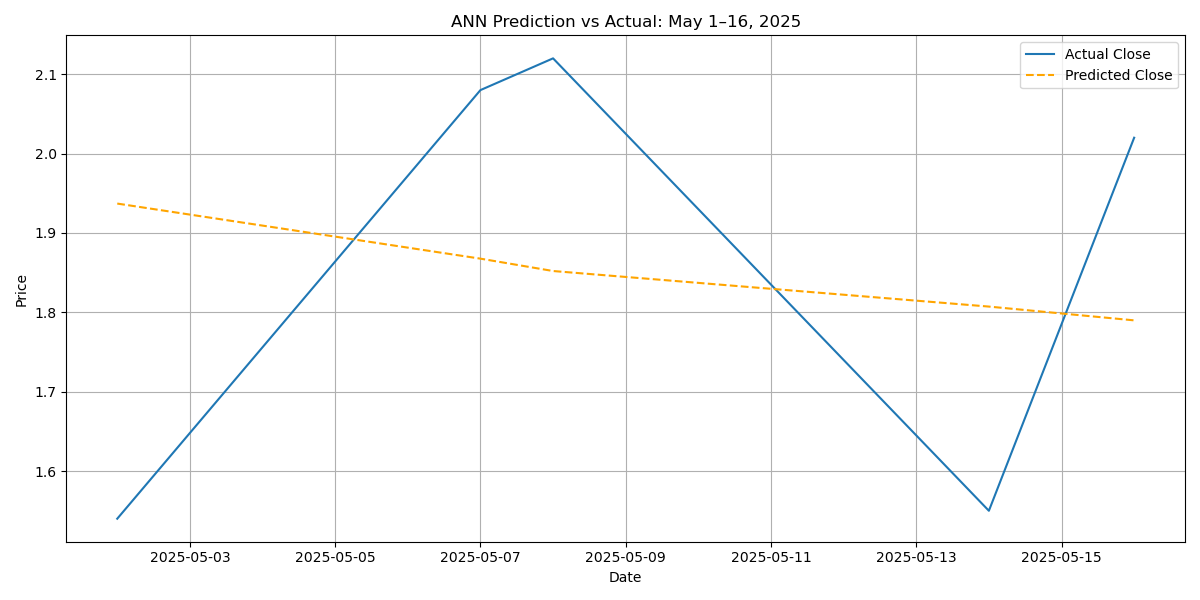 ANN Prediction vs Actual: May 1–16, 2025
Actual Close
Predicted Close
2.1
2.0
1.9
1.8
1.7
1.6
Price
2025-05-03
2025-05-05
2025-05-07
2025-05-09
2025-05-11
2025-05-13
2025-05-15
Date